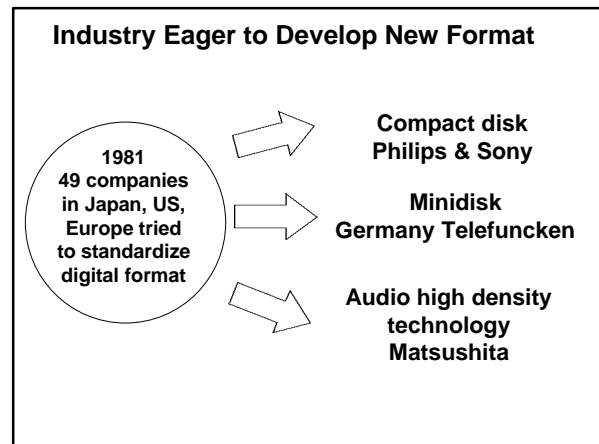 Industry Eager to Develop New Format
1981
49 companies
in Japan, US,
Europe tried
to standardize
digital format
Compact disk
Philips & Sony
Minidisk
Germany Telefuncken
Audio high density
technology
Matsushita